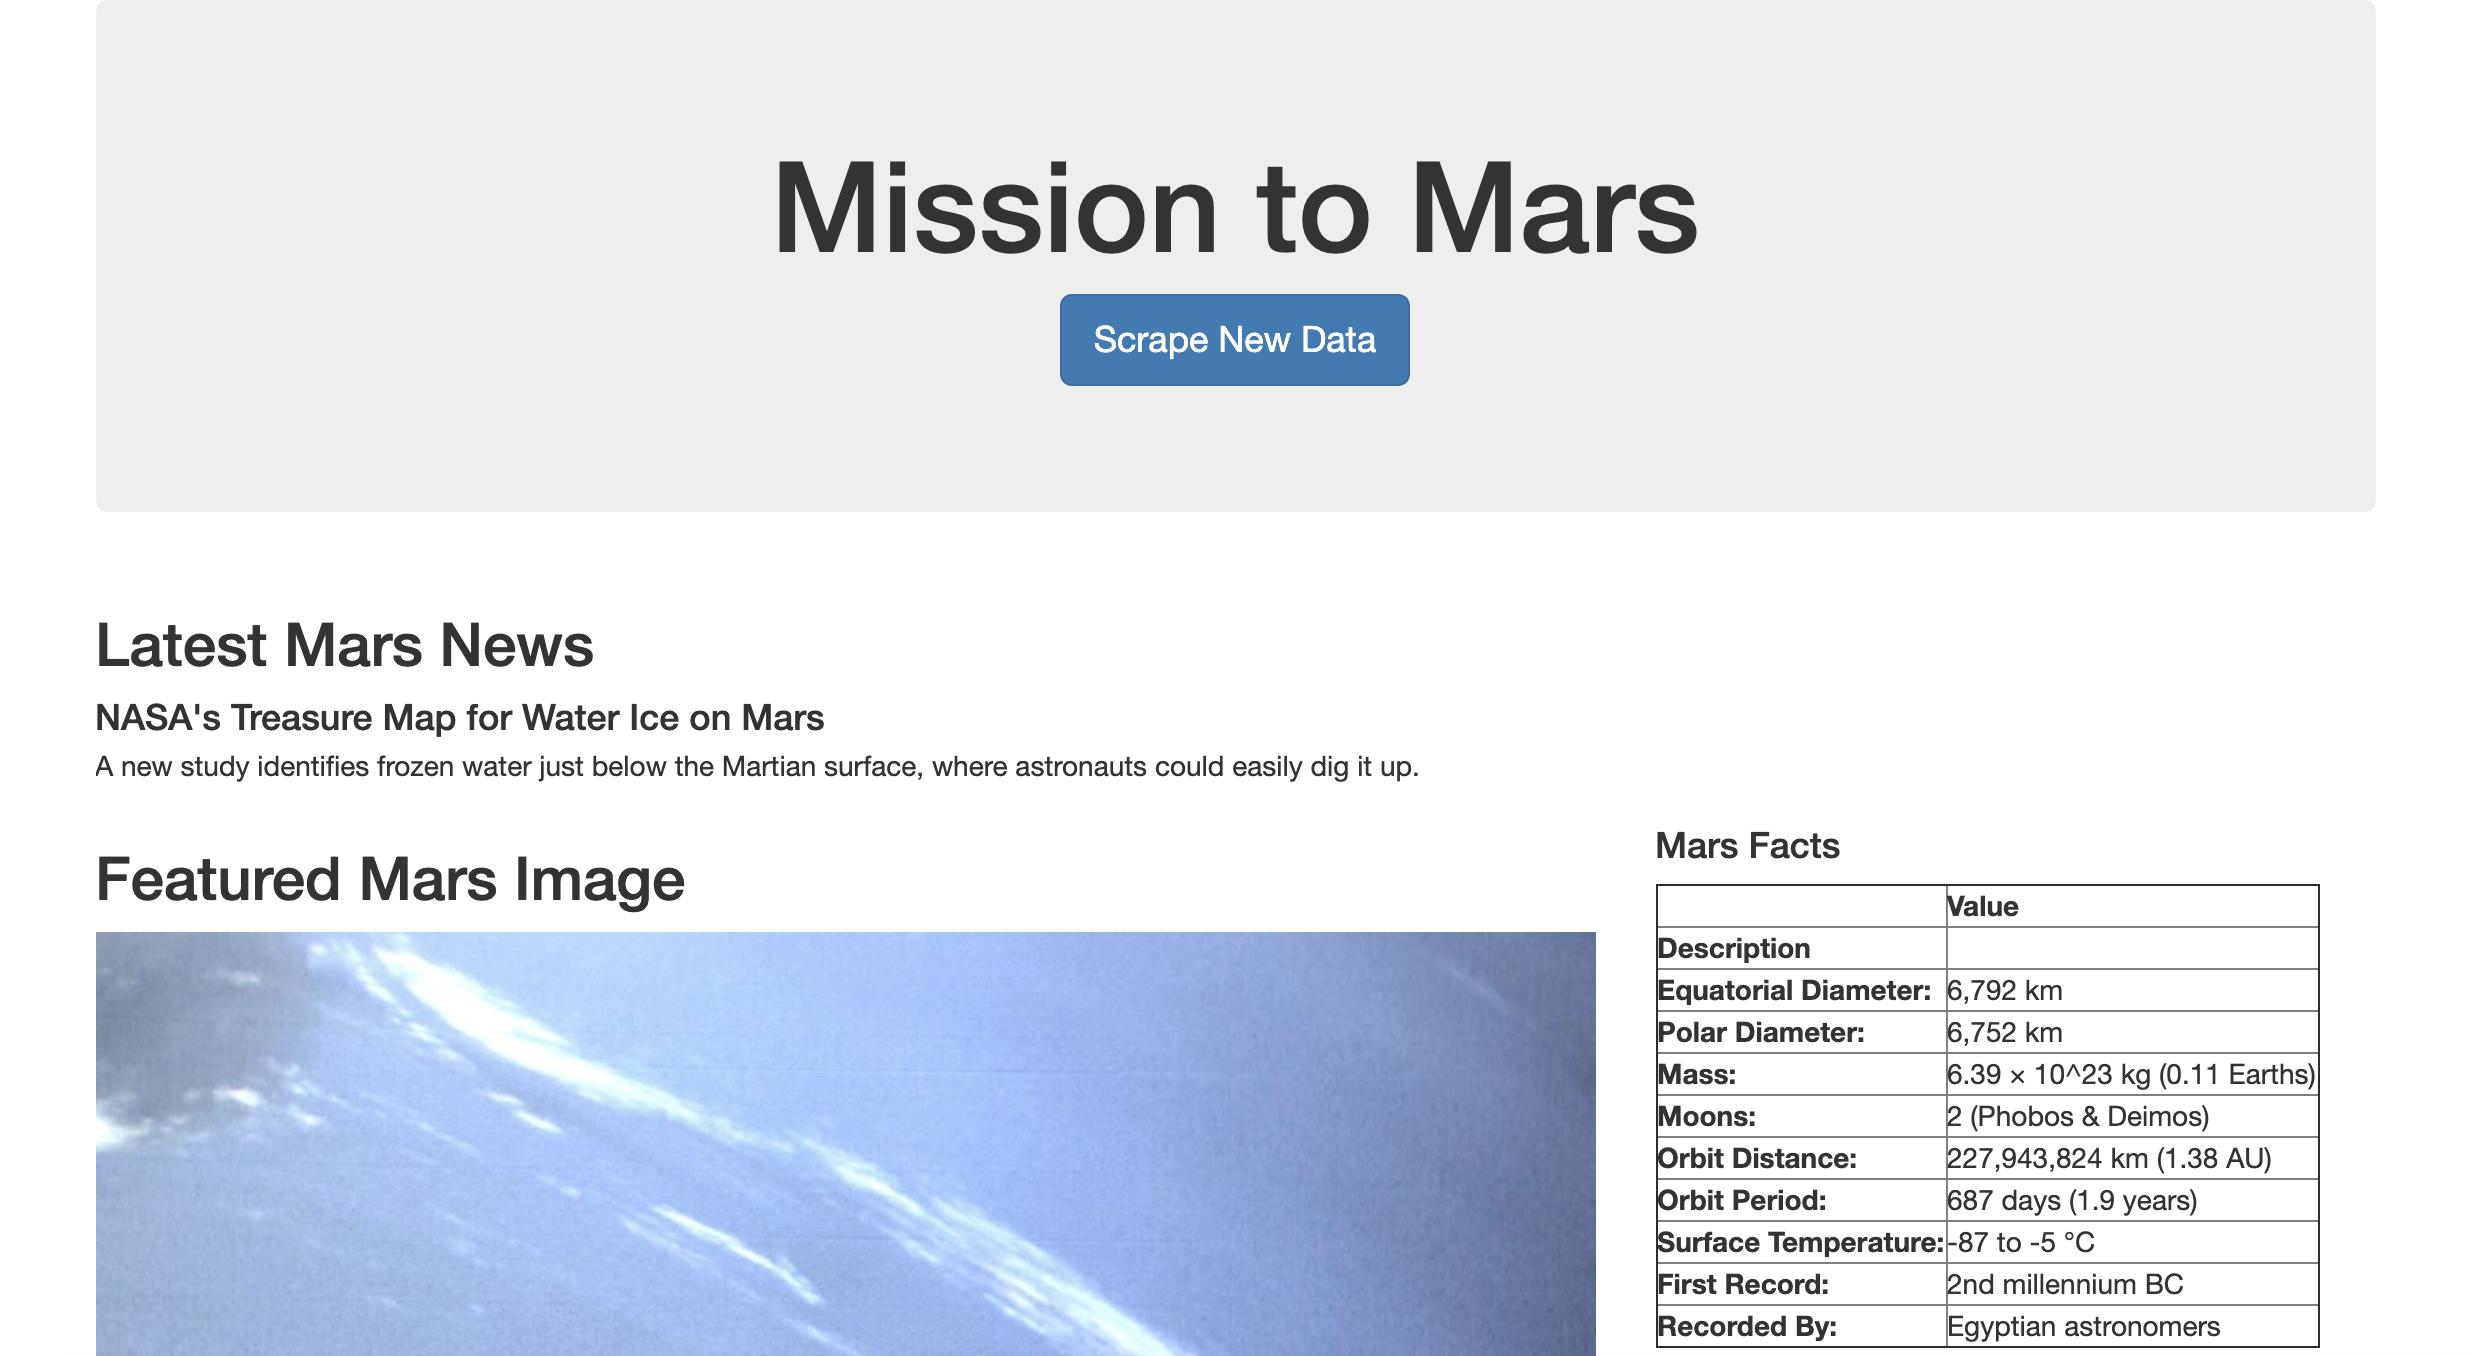 Mission to Mars
Scrape New Data
Latest Mars News
NASA's Treasure Map for Water Ice on Mars
A new study identifies frozen water just below the Martian surface, where astronauts could easily dig it up.
Featured Mars Image
Mars Facts
Value
Description
Equatorial Diameter: 6,792 km
Polar Diameter: 6,752 km
Mass: 6.39 × 10^23 kg (0.11 Earths)
Moons: 2 (Phobos & Deimos)
Orbit Distance: 227,943,824 km (1.38 AU)
Orbit Period: 687 days (1.9 years)
Surface Temperature: -87 to -5 °C
First Record: 2nd millennium BC
Recorded By: Egyptian astronomers